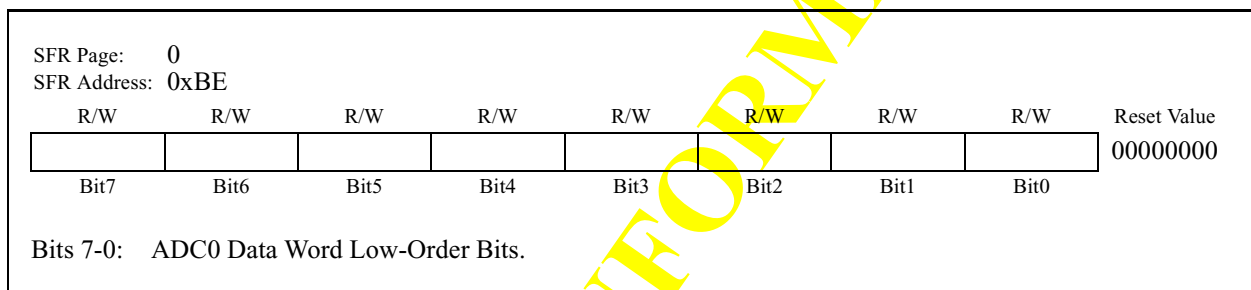 SFR Page: 0
SFR Address: 0xBE
R/W R/W R/W R/W R/W R/W R/W R/W Reset Value
00000000
Bit7 Bit6 Bit5 Bit4 Bit3 Bit2 Bit1 Bit0
Bits 7-0: ADC0 Data Word Low-Order Bits.